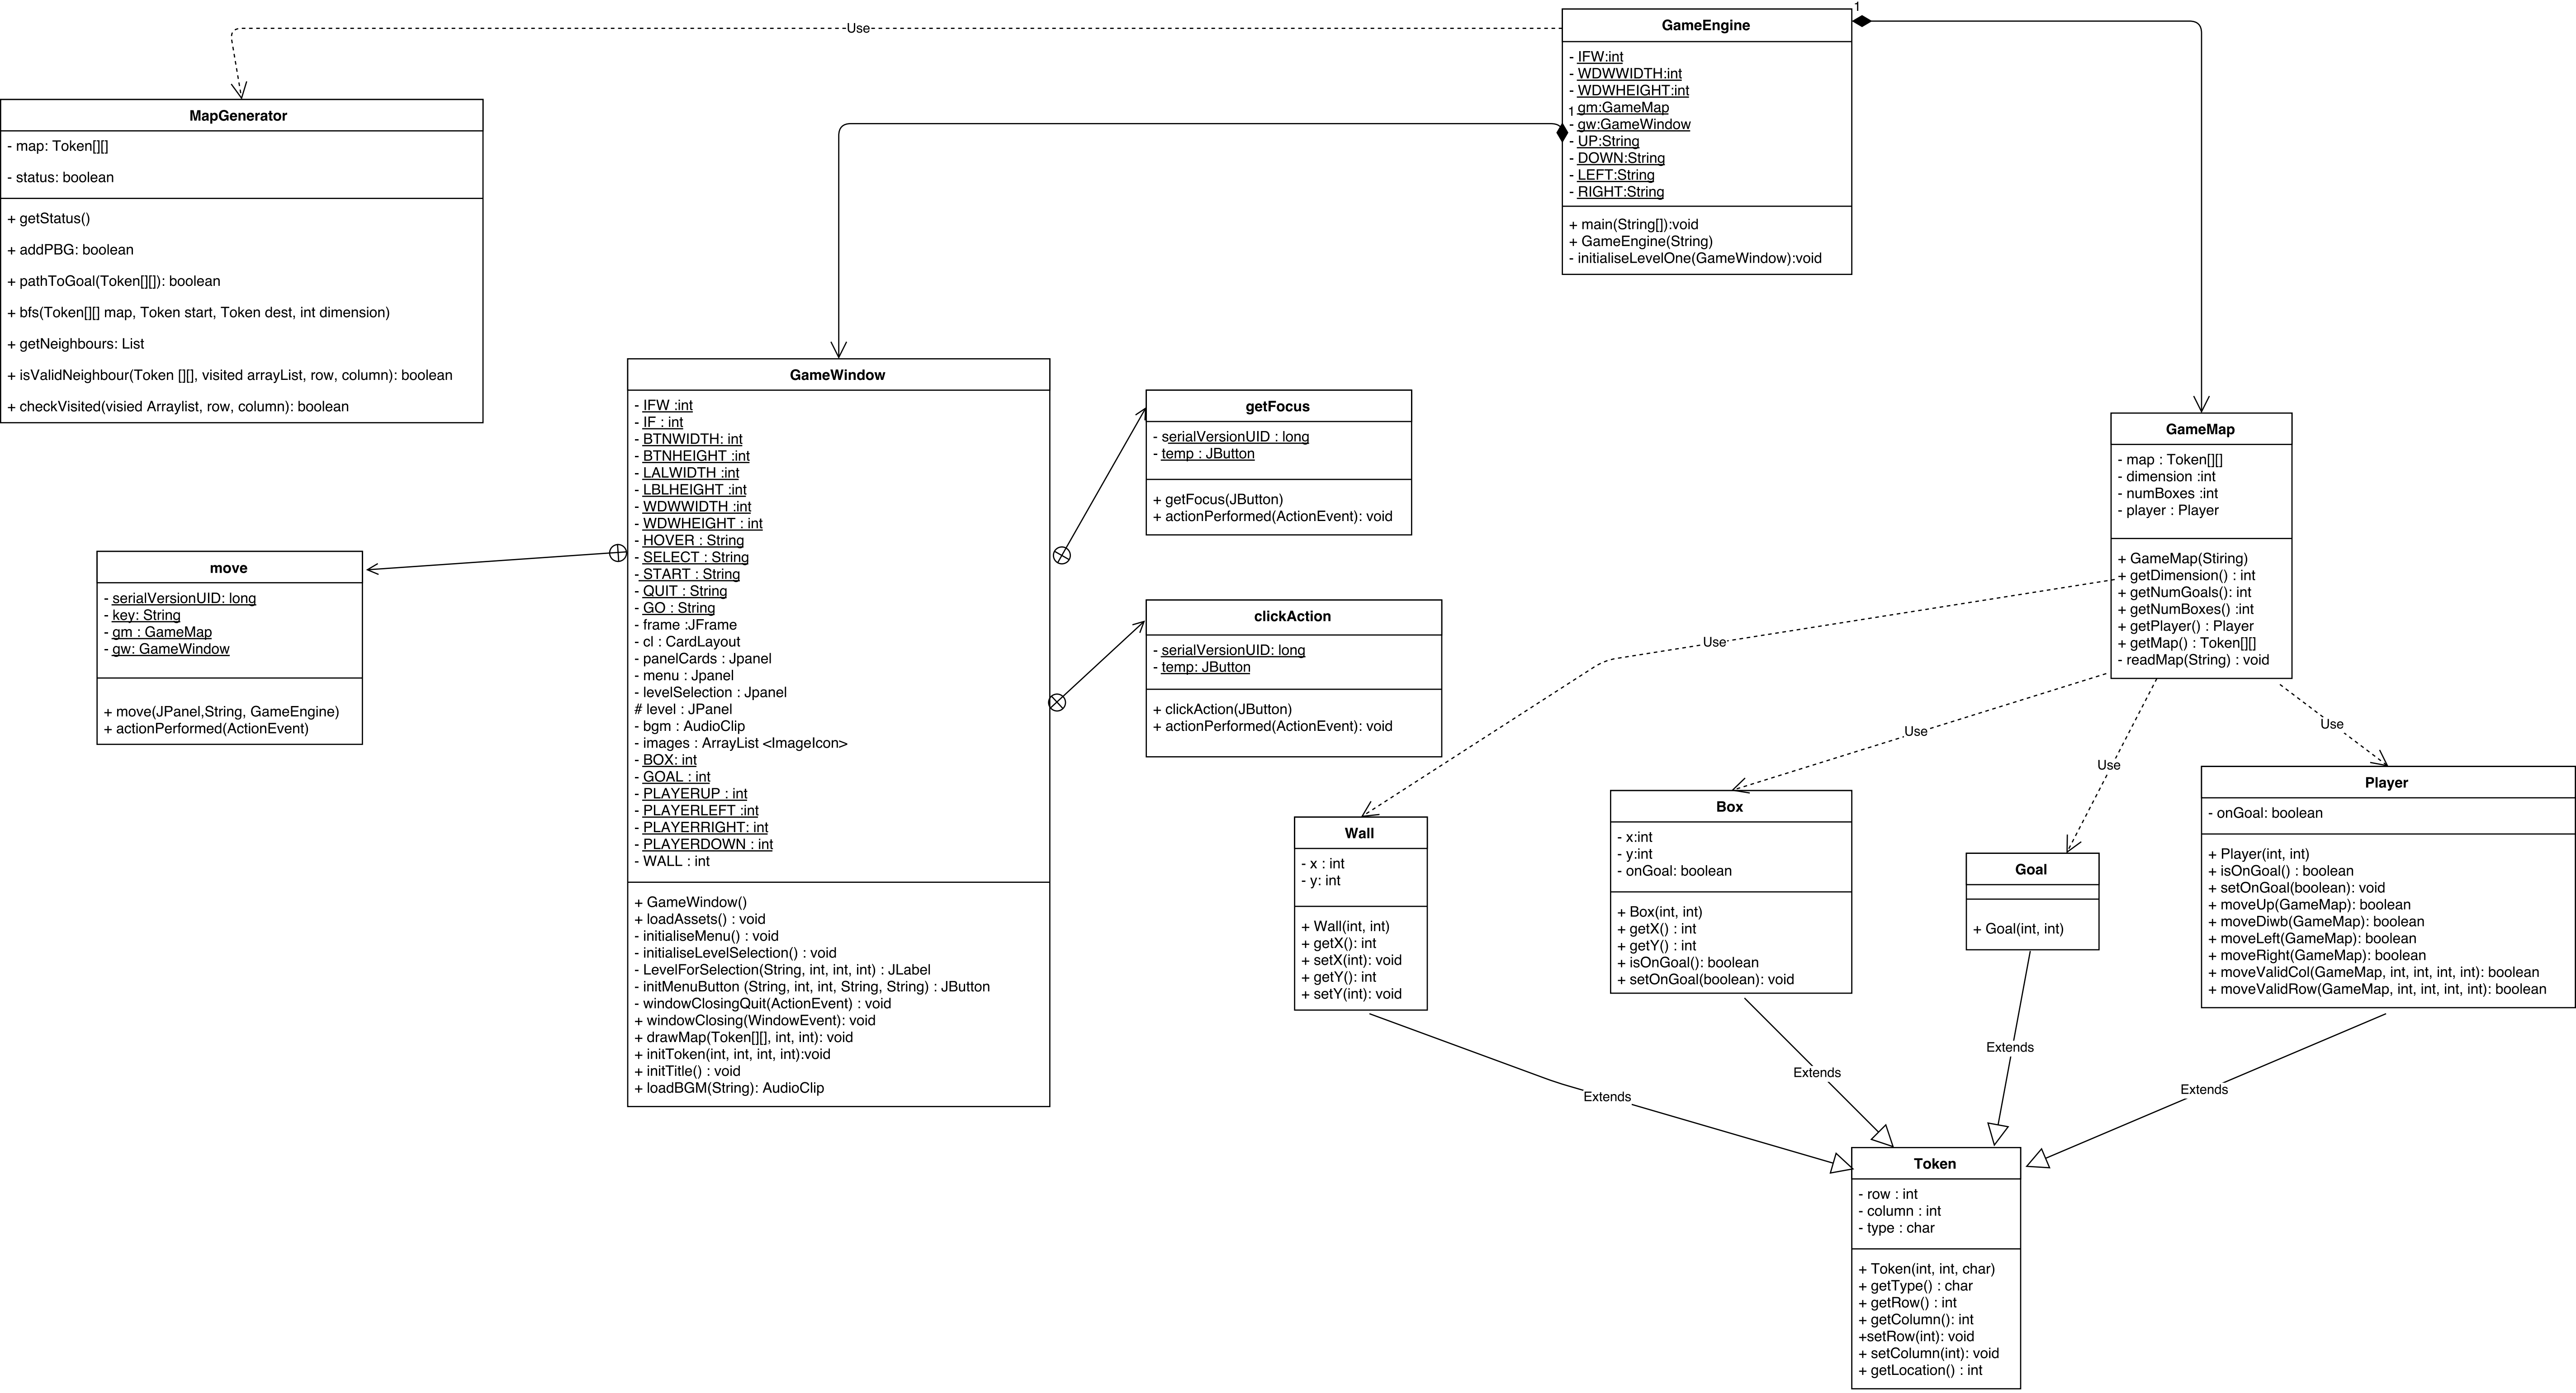 Use
1
GameEngine
- IFW:int
- WDWWIDTH:int
- WDWHEIGHT:int
gm:GameMap
1
- gw:GameWindow
- UP:String
- DOWN:String
- LEFT:String
- RIGHT:String
+ main(String[]):void
+ GameEngine(String)
- initialiseLevelOne(GameWindow):void
MapGenerator
- map: Token[][]
- status: boolean
+ getStatus()
+ addPBG: boolean
+ pathToGoal(Token[][]): boolean
+ bfs(Token[][] map, Token start, Token dest, int dimension)
+ getNeighbours: List
+ isValidNeighbour(Token [][], visited arrayList, row, column): boolean
+ checkVisited(visied Arraylist, row, column): boolean
GameWindow
- IFW :int
- IF : int
- BTNWIDTH: int
- BTNHEIGHT :int
- LALWIDTH :int
- LBLHEIGHT :int
- WDWWIDTH :int
- WDWHEIGHT : int
- HOVER : String
- SELECT : String
- START : String
- QUIT : String
- GO : String
- frame :JFrame
- cl : CardLayout
- panelCards : Jpanel
- menu : Jpanel
- levelSelection : Jpanel
# level : JPanel
- bgm : AudioClip
- images : ArrayList <ImageIcon>
- BOX: int
- GOAL : int
- PLAYERUP : int
- PLAYERLEFT :int
- PLAYERRIGHT: int
- PLAYERDOWN : int
- WALL : int
+ GameWindow()
+ loadAssets() : void
- initialiseMenu() : void
- initialiseLevelSelection() : void
- LevelForSelection(String, int, int, int) : JLabel
- initMenuButton (String, int, int, String, String) : JButton
- windowClosingQuit(ActionEvent) : void
+ windowClosing(WindowEvent): void
+ drawMap(Token[][], int, int): void
+ initToken(int, int, int, int):void
+ initTitle() : void
+ loadBGM(String): AudioClip
getFocus
- serialVersionUID : long
- temp : JButton
+ getFocus(JButton)
+ actionPerformed(ActionEvent): void
move
- serialVersionUID: long
- key: String
- gm : GameMap
- gw: GameWindow
+ move(JPanel,String, GameEngine)
+ actionPerformed(ActionEvent)
clickAction
- serialVersionUID: long
- temp: JButton
+ clickAction(JButton)
+ actionPerformed(ActionEvent): void
GameMap
- map : Token[][]
- dimension :int
- numBoxes :int
- player : Player
+ GameMap(Stiring)
+ getDimension() : int
+ getNumGoals(): int
+ getNumBoxes() :int
+ getPlayer() : Player
+ getMap() : Token[][]
- readMap(String) : void
Use
Use
Use
Use
Wall
- x : int
- y: int
+ Wall(int, int)
+ getX(): int
+ setX(int): void
+ getY(): int
+ setY(int): void
Box
- x:int
- y:int
- onGoal: boolean
+ Box(int, int)
+ getX() : int
+ getY() : int
+ isOnGoal(): boolean
+ setOnGoal(boolean): void
Goal
+ Goal(int, int)
Player
- onGoal: boolean
+ Player(int, int)
+ isOnGoal() : boolean
+ setOnGoal(boolean): void
+ moveUp(GameMap): boolean
+ moveDiwb(GameMap): boolean
+ moveLeft(GameMap): boolean
+ moveRight(GameMap): boolean
+ moveValidCol(GameMap, int, int, int, int): boolean
+ moveValidRow(GameMap, int, int, int, int): boolean
Extends
Extends
Extends
Extends
Token
- row : int
- column : int
- type : char
+ Token(int, int, char)
+ getType() : char
+ getRow() : int
+ getColumn(): int
+setRow(int): void
+ setColumn(int): void
+ getLocation() : int